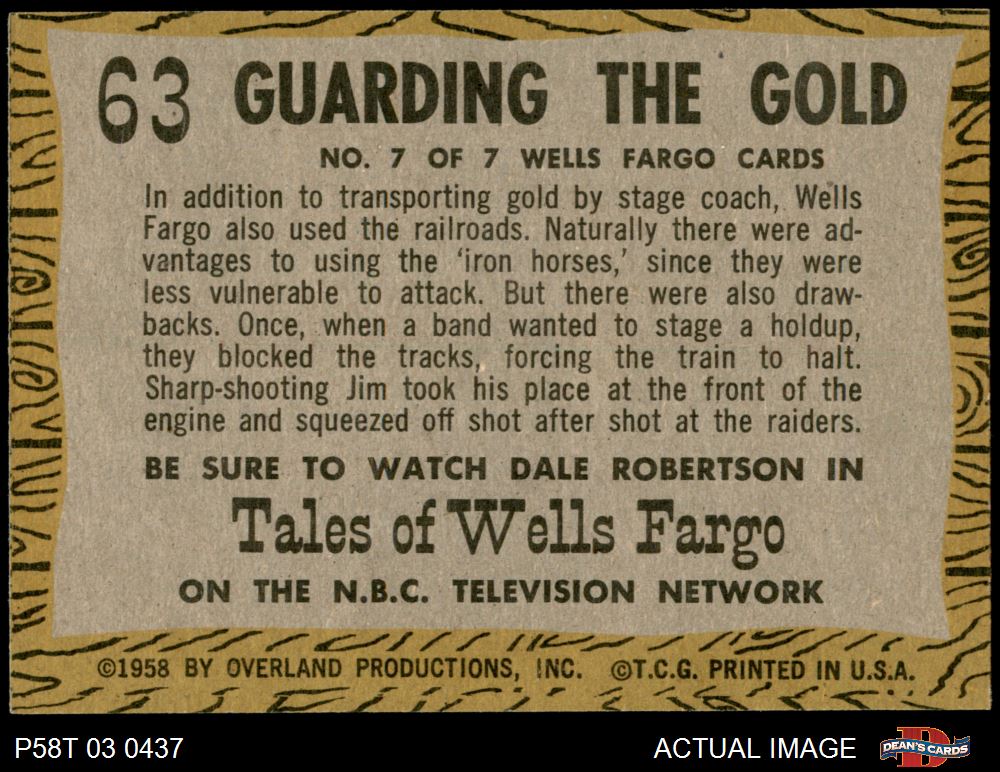 63 GUARDING THE GOLD
NO. 7 OF 7 WELLS FARGO CARDS
In addition to transporting gold by stage coach, Wells
Fargo also used the railroads. Naturally there were ad-
vantages to using the ‘iron horses,’ since they were
less vulnerable to attack. But there were also draw-
backs. Once, when a band wanted to stage a holdup,
they blocked the tracks, forcing the train to halt.
Sharp-shooting Jim took his place at the front of the
engine and squeezed off shot after shot at the raiders.
BE SURE TO WATCH DALE ROBERTSON IN
Tales of Wells Fargo
ON THE N.B.C. TELEVISION NETWORK
©1958 BY OVERLAND PRODUCTIONS, INC. ©T.C.G. PRINTED IN U.S.A.
P58T 03 0437 ACTUAL IMAGE DEAN'S CARDS